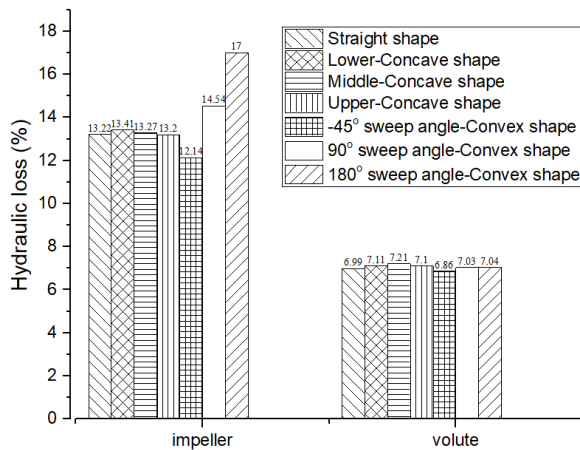 Hydraulic loss (%)
18
16
14
12
10
8
6
4
2
0
Straight shape
Lower-Concave shape
Middle-Concave shape
Upper-Concave shape
-45° sweep angle-Convex shape
90° sweep angle-Convex shape
180° sweep angle-Convex shape
13.22
13.41
13.27
13.2
12.14
14.54
17
6.99
7.11
7.21
7.1
6.86
7.03
7.04
impeller
volute